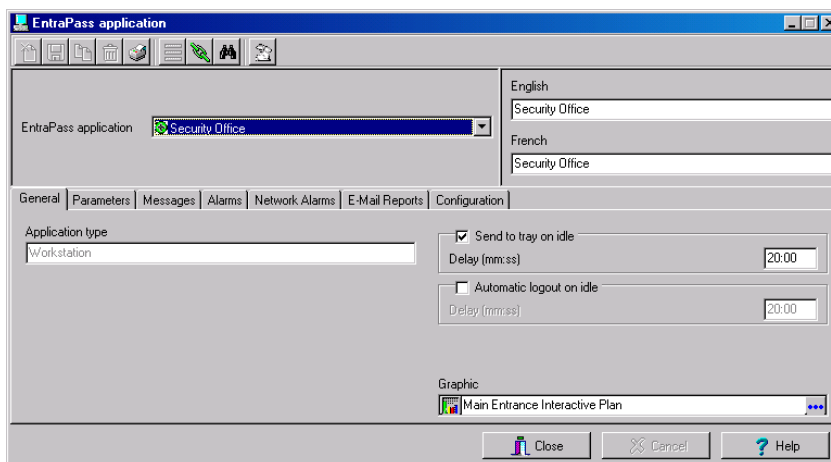 EntraPass application
English
Security Office
EntraPass application
Security Office
French
Security Office
General
Parameters
Messages
Alarms
Network Alarms
E-Mail Reports
Configuration
Application type
Workstation
Send to tray on idle
Delay (mm:ss)
20:00
Automatic logout on idle
Delay (mm:ss)
20:00
Graphic
Main Entrance Interactive Plan
Close
Cancel
? Help